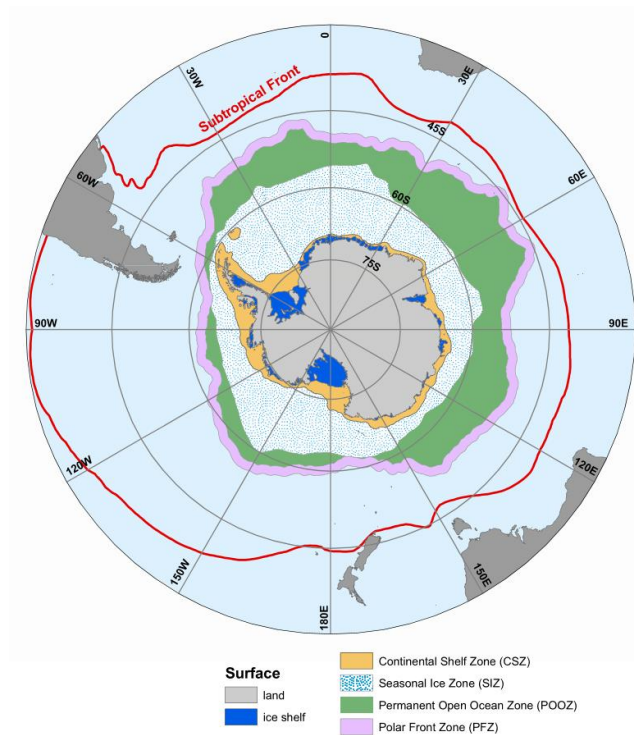 0
30W
30E
Subtropical Front
45S
60W
60E
60S
75S
90W
90E
120W
120E
150W
150E
180E
Surface
land
ice shelf
Continental Shelf Zone (CSZ)
Seasonal Ice Zone (SIZ)
Permanent Open Ocean Zone (POOZ)
Polar Front Zone (PFZ)